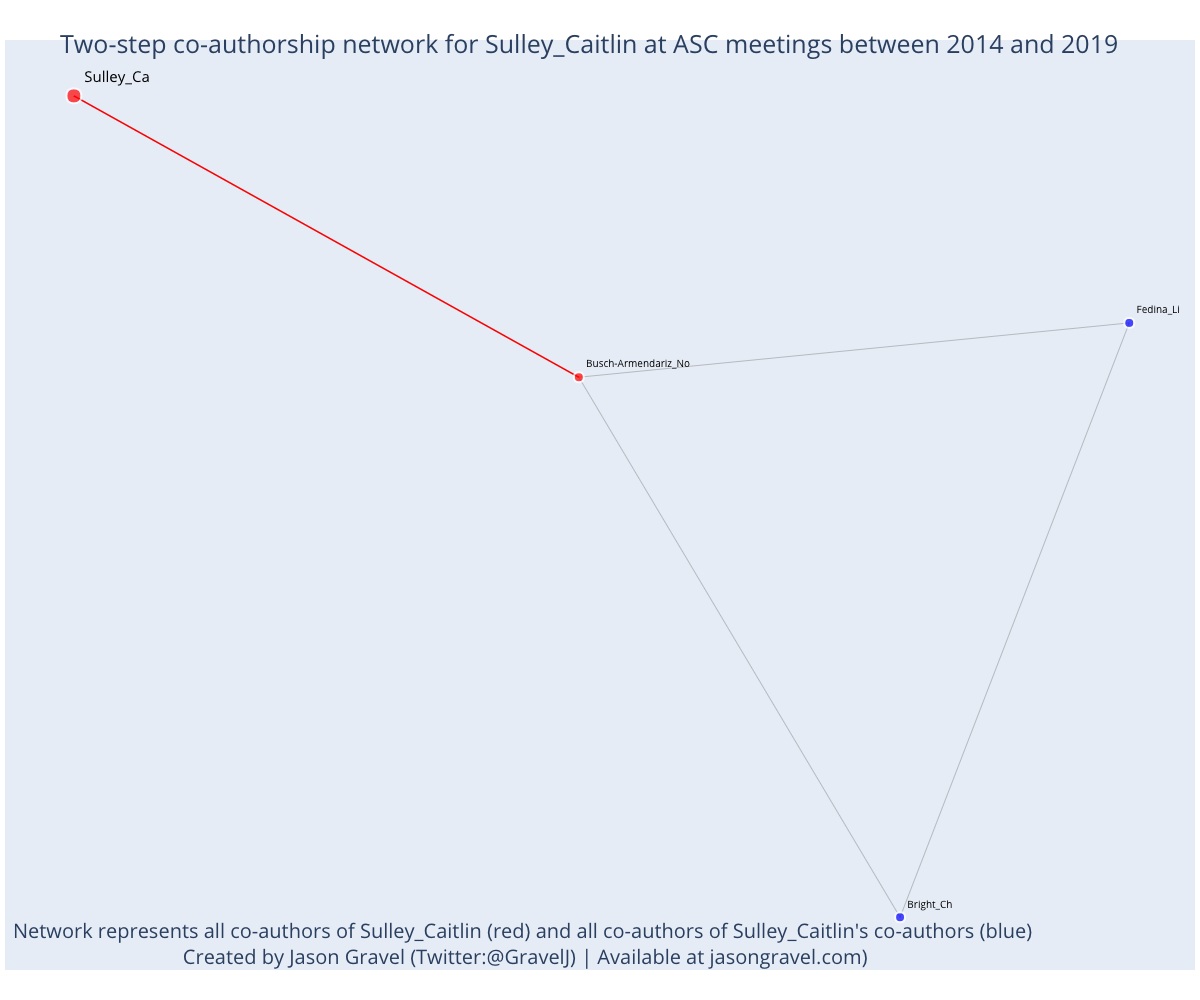 Two-step co-authorship network for Sulley_Caitlin at ASC meetings between 2014 and 2019
Sulley_Ca
Fedina_Li
Busch-Armendariz_No
Bright_Ch
Network represents all co-authors of Sulley_Caitlin (red) and all co-authors of Sulley_Caitlin's co-authors (blue)
Created by Jason Gravel (Twitter:@GravelJ) | Available at jasongravel.com)